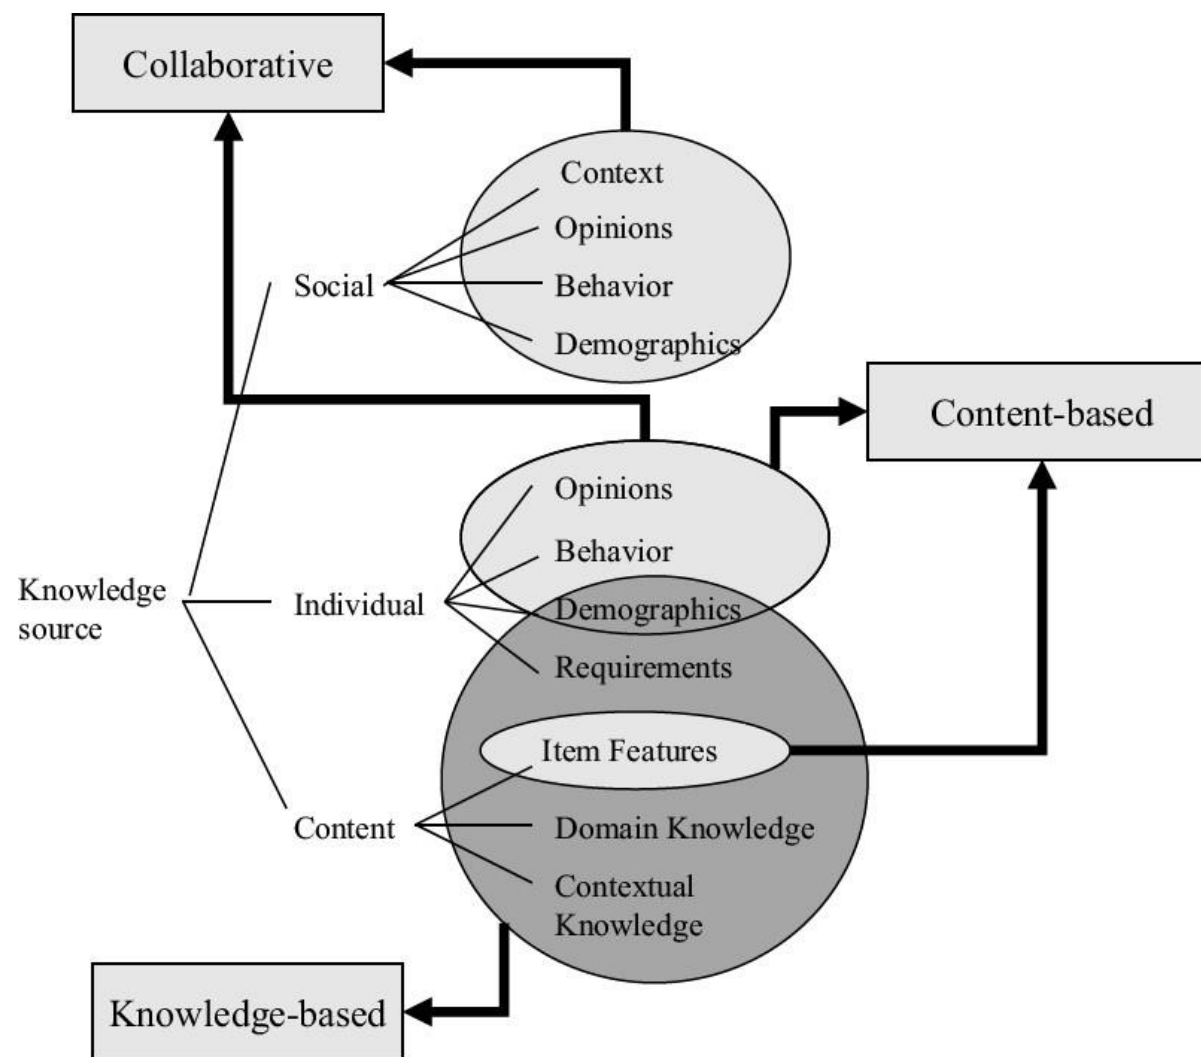 Collaborative
Context
Opinions
Social
Behavior
Demographics
Content-based
Opinions
Behavior
Knowledge
source
Individual
Demographics
Requirements
Item Features
Content
Domain Knowledge
Contextual
Knowledge
Knowledge-based